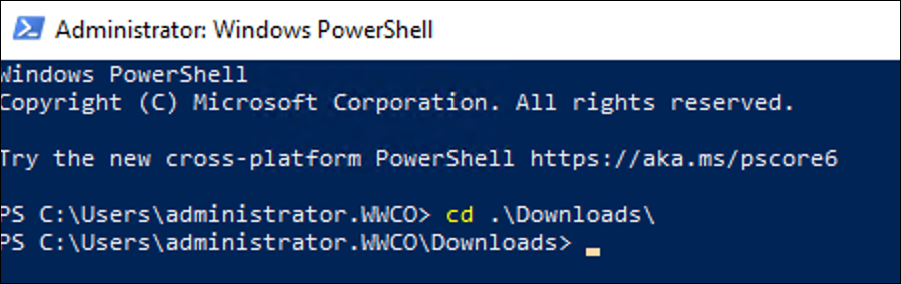 Administrator: Windows PowerShell
Windows PowerShell
Copyright (C) Microsoft Corporation. All rights reserved.
Try the new cross-platform PowerShell https://aka.ms/pscore6
PS C:\Users\administrator.WWCO> cd .\Downloads\
PS C:\Users\administrator.WWCO\Downloads>